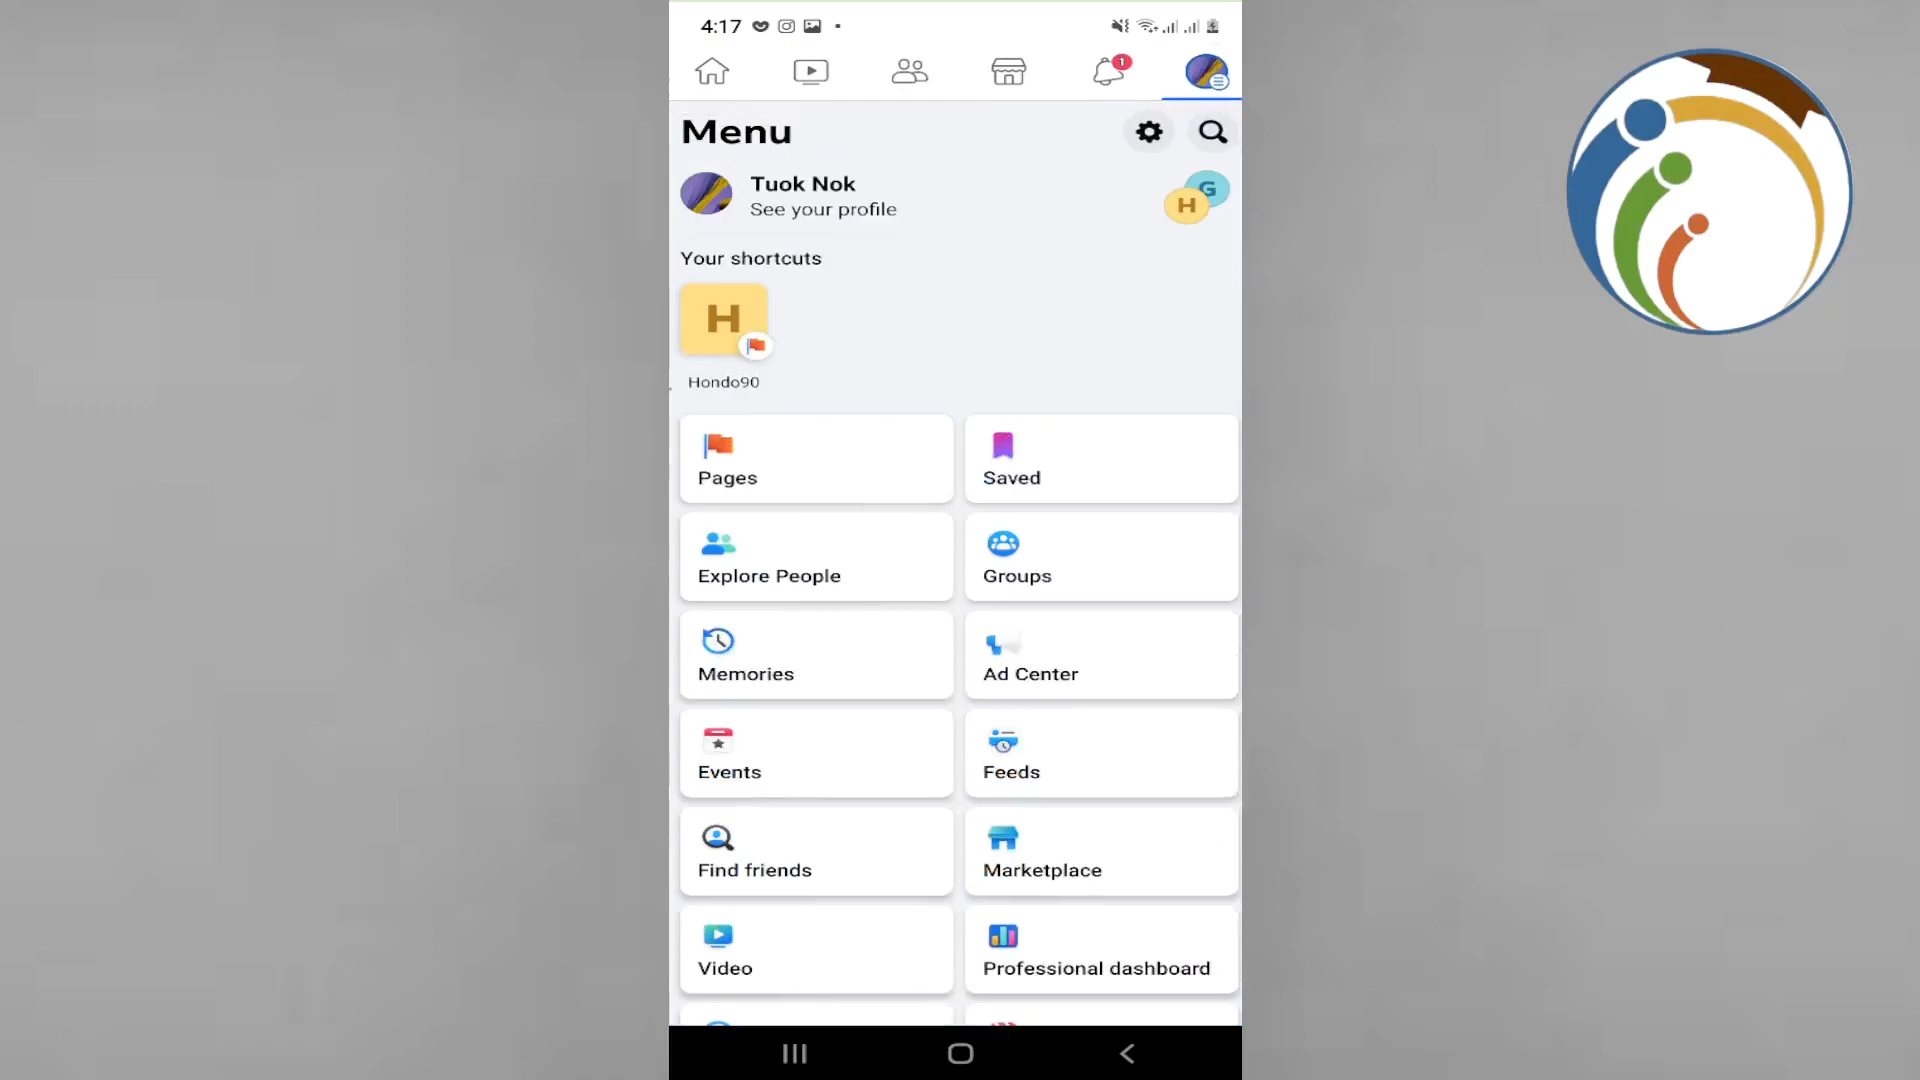 4:17
1
Menu
Tuok Nok
See your profile
G
H
Your shortcuts
H
Hondo90
Pages
Saved
Explore People
Groups
Memories
Ad Center
Events
Feeds
Find friends
Marketplace
Video
Professional dashboard